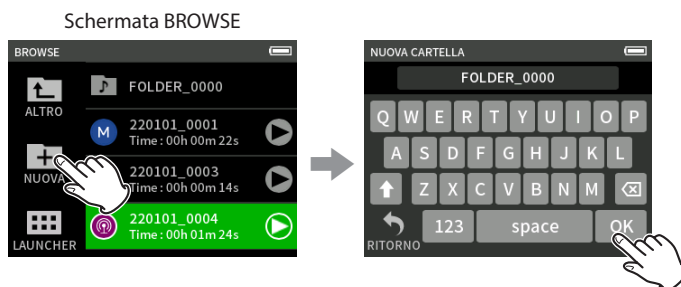 Schermata BROWSE
BROWSE
ALTRO
NUOVA
LAUNCHER
FOLDER_0000
M
220101_0001
Time : 00h 00m 22s
220101_0003
Time : 00h 00m 14s
220101_0004
Time : 00h 01m 24s
NUOVA CARTELLA
FOLDER_0000
Q W E R T Y U I O P
A S D F G H J K L
Z X C V B N M
RITORNO
123 space OK